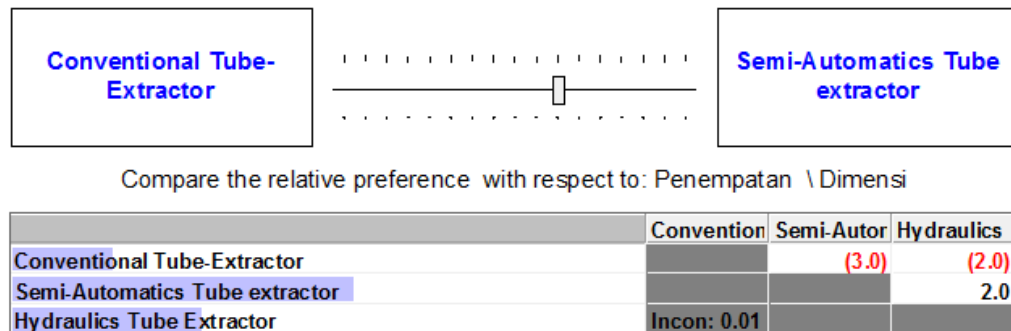 Conventional Tube-
Extractor
Semi-Automatics Tube
extractor
Compare the relative preference with respect to: Penempatan \ Dimensi
Convention Semi-Autor Hydraulics
Conventional Tube-Extractor (3.0) (2.0)
Semi-Automatics Tube extractor 2.0
Hydraulics Tube Extractor Incon: 0.01